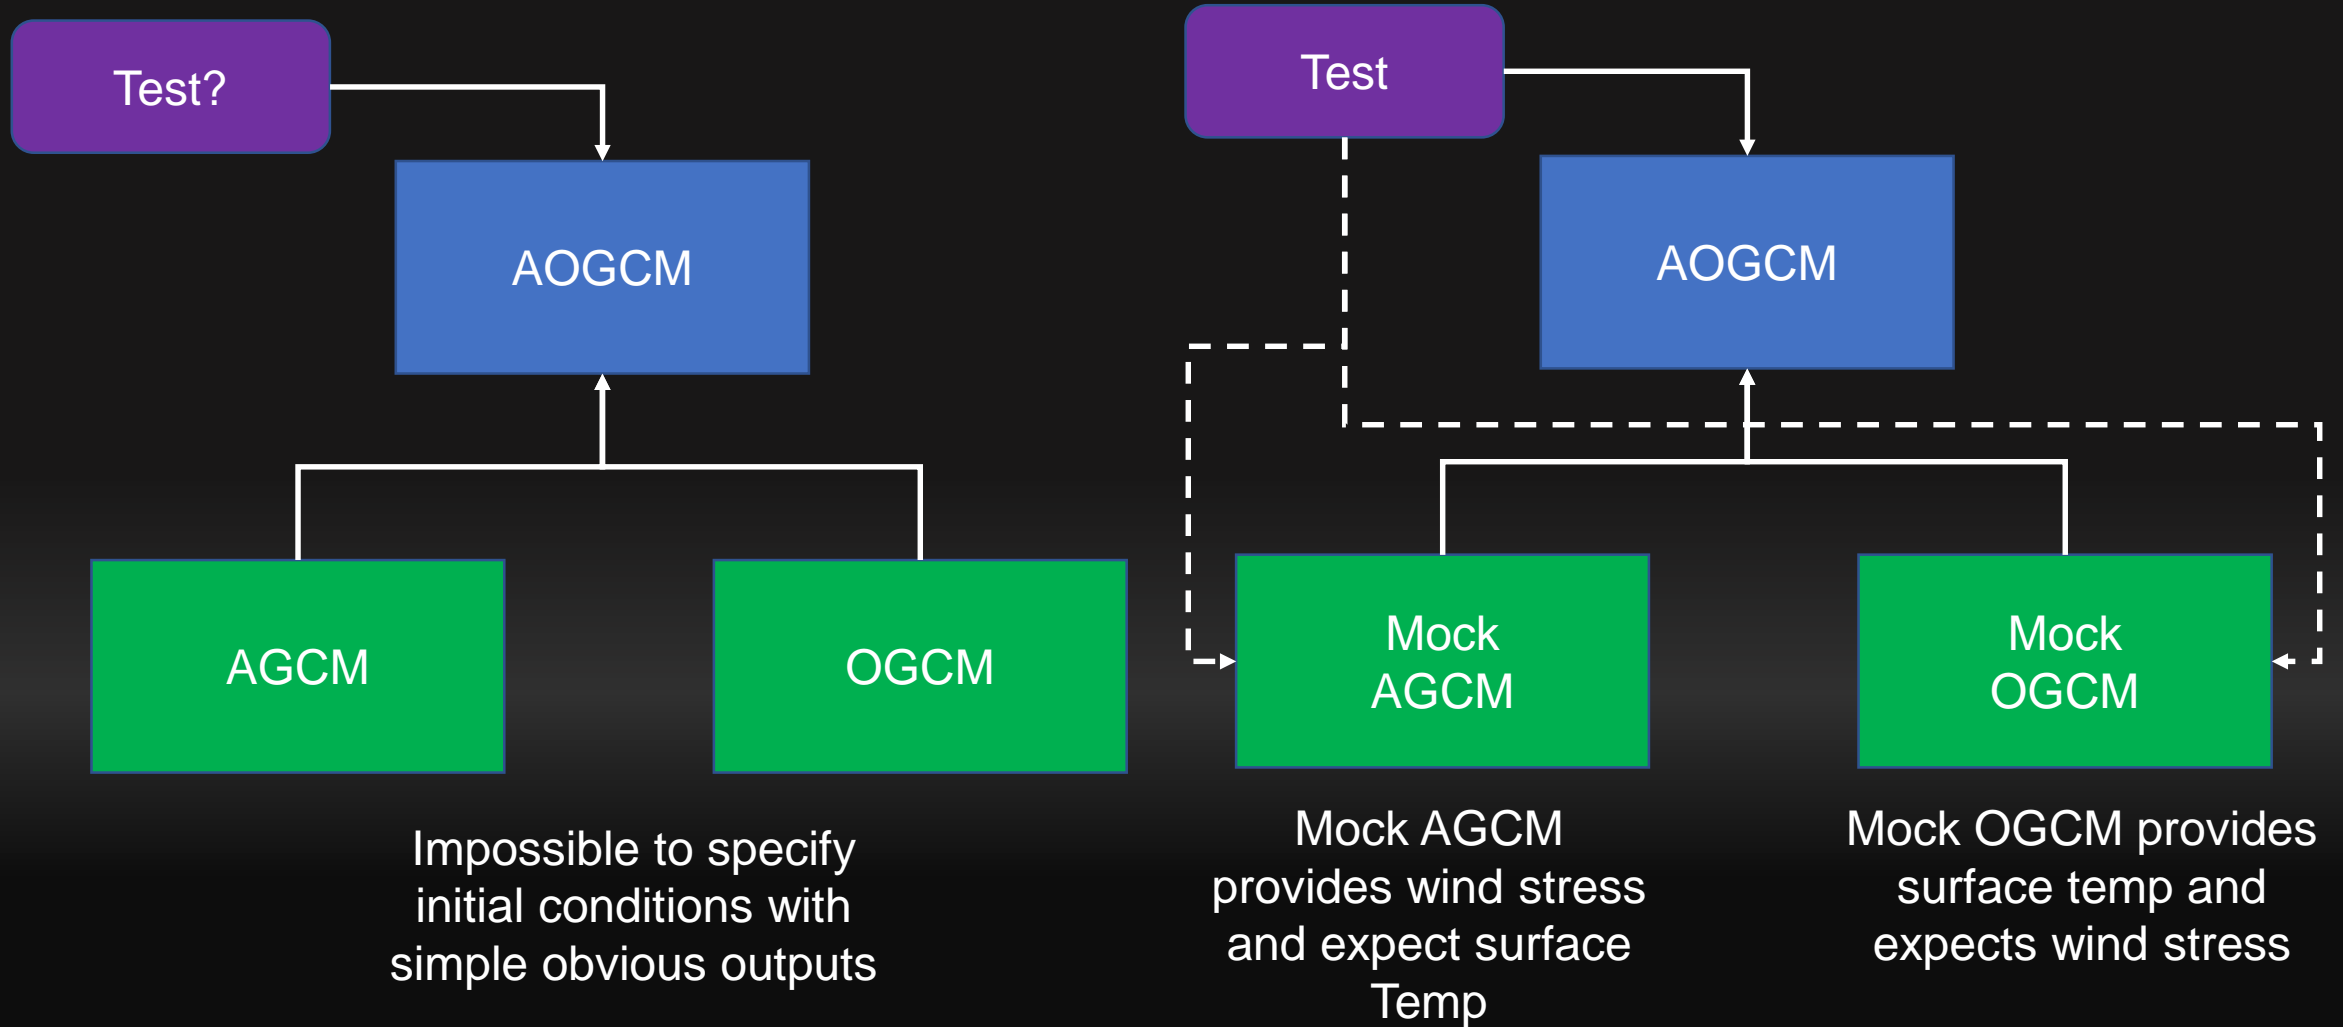 Test?
AOGCM
AGCM
OGCM
Impossible to specify
initial conditions with
simple obvious outputs
Test
AOGCM
Mock
AGCM
Mock
OGCM
Mock AGCM
provides wind stress
and expect surface
Temp
Mock OGCM provides
surface temp and
expects wind stress